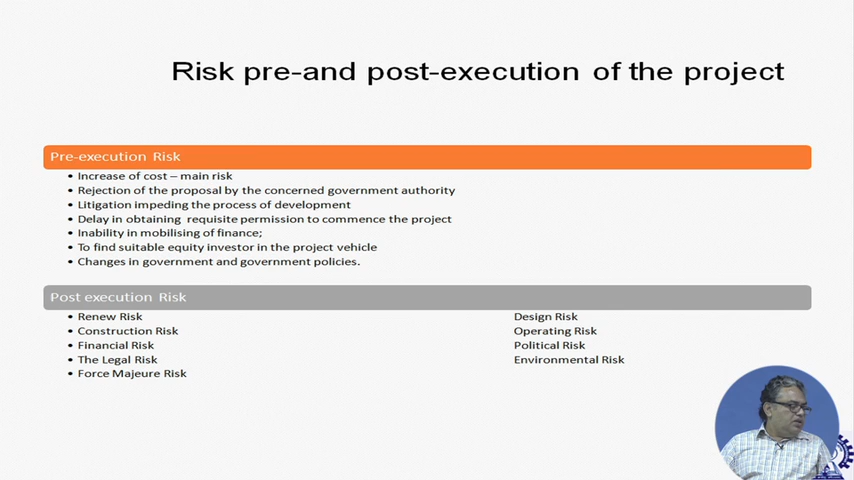 Risk pre-and post-execution of the project
Pre-execution Risk
• Increase of cost – main risk
• Rejection of the proposal by the concerned government authority
• Litigation impeding the process of development
• Delay in obtaining requisite permission to commence the project
• Inability in mobilising of finance;
• To find suitable equity investor in the project vehicle
• Changes in government and government policies.
Post execution Risk
• Renew Risk
• Construction Risk
• Financial Risk
• The Legal Risk
• Force Majeure Risk
Design Risk
Operating Risk
Political Risk
Environmental Risk